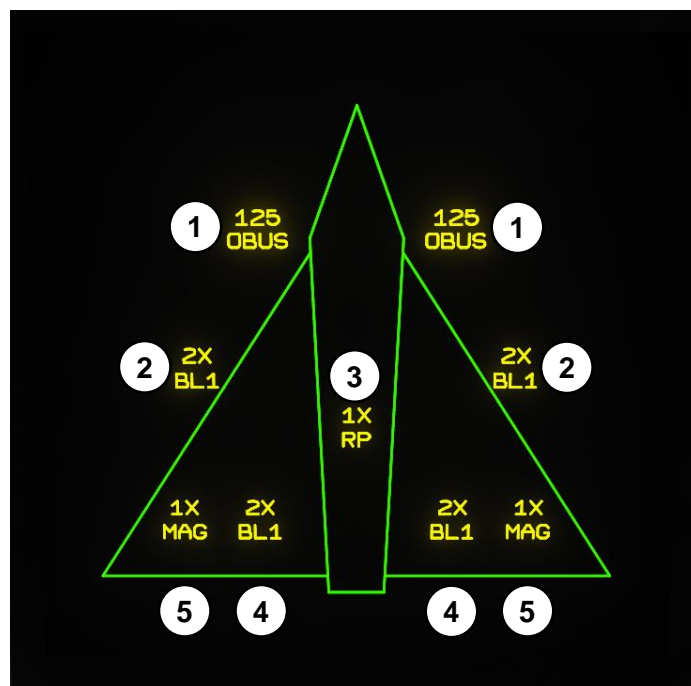 1 125 125 1
OBUS OBUS
2 2X 2X 2
BL1 BL1
3
1X
RP
1X 2X 2X 1X
MAG BL1 BL1 MAG
5 4 4 5